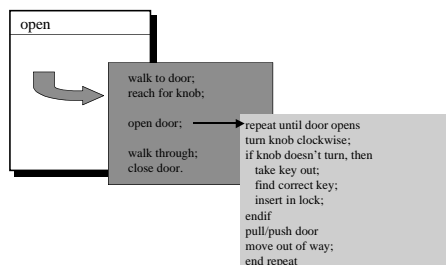 open
walk to door;
reach for knob;
open door;
walk through;
close door.
repeat until door opens
turn knob clockwise;
if knob doesn't turn, then
take key out;
find correct key;
insert in lock;
endif
pull/push door
move out of way;
end repeat